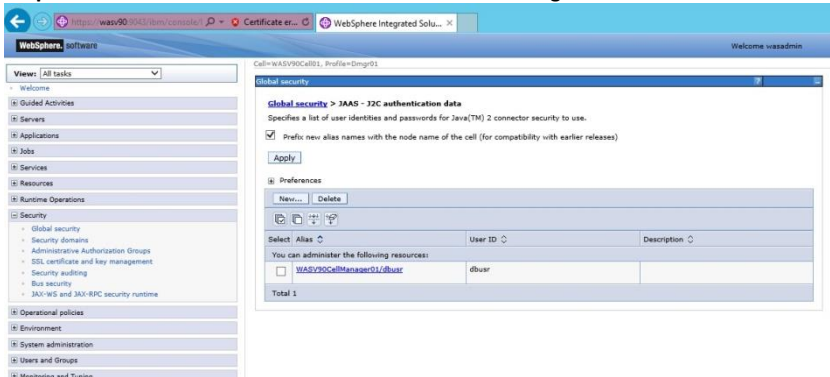 https://wasv90:9043/ibm/console/l
Certificate er...
WebSphere Integrated Solu...
WebSphere. software
Welcome wasadmin
View: All tasks
Welcome
Guided Activities
Servers
Applications
Jobs
Services
Resources
Runtime Operations
Security
Global security
Security domains
Administrative Authorization Groups
SSL certificate and key management
Security auditing
Bus security
JAX-WS and JAX-RPC security runtime
Operational policies
Environment
System administration
Users and Groups
Monitoring and Tuning
Cell=WASV90Cell01, Profile=Dmgr01
Global security
Global security > JAAS - J2C authentication data
Specifies a list of user identities and passwords for Java(TM) 2 connector security to use.
Prefix new alias names with the node name of the cell (for compatibility with earlier releases)
Apply
Preferences
New... Delete
Select Alias User ID Description
You can administer the following resources:
WASV90CellManager01/dbusr dbusr
Total 1